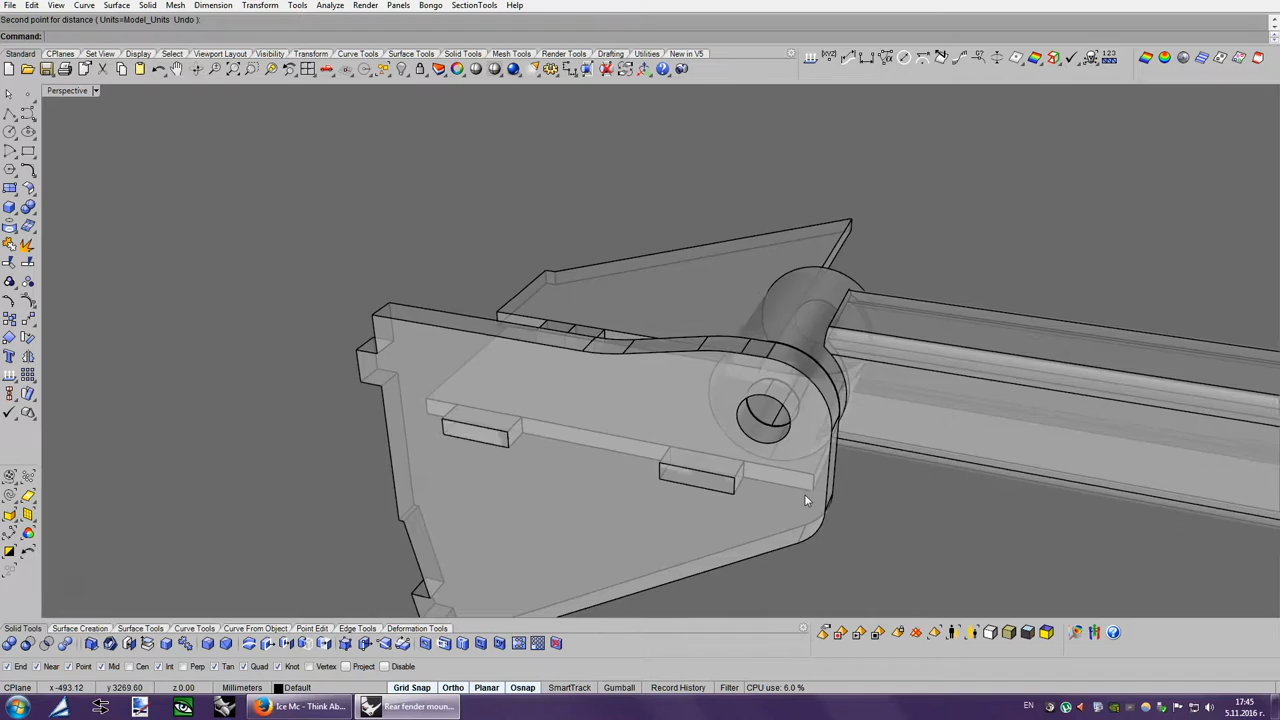 File Edit View Curve Surface Solid Mesh Dimension Transform Tools Analyze Render Panels Bongo SectionTools Help
Second point for distance ( Units=Model_Units Undo ):
Command:
Standard CPlanes Set View Display Select Viewport Layout Visibility Transform Curve Tools Surface Tools Solid Tools Mesh Tools Render Tools Drafting Utilities New in V5
Perspective
Solid Tools Surface Creation Surface Tools Curve Tools Curve From Object Point Edit Edge Tools Deformation Tools
End Near Point Mid Cen Int Perp Tan Quad Knot Vertex Project Disable
CPlane x -493.12 y 3269.60 z 0.00 Millimeters Default Grid Snap Ortho Planar Osnap SmartTrack Gumball Record History Filter CPU use: 6.0 %
Ice Mc - Think Ab... Rear fender moun... EN 17:45
5.11.2016 г.